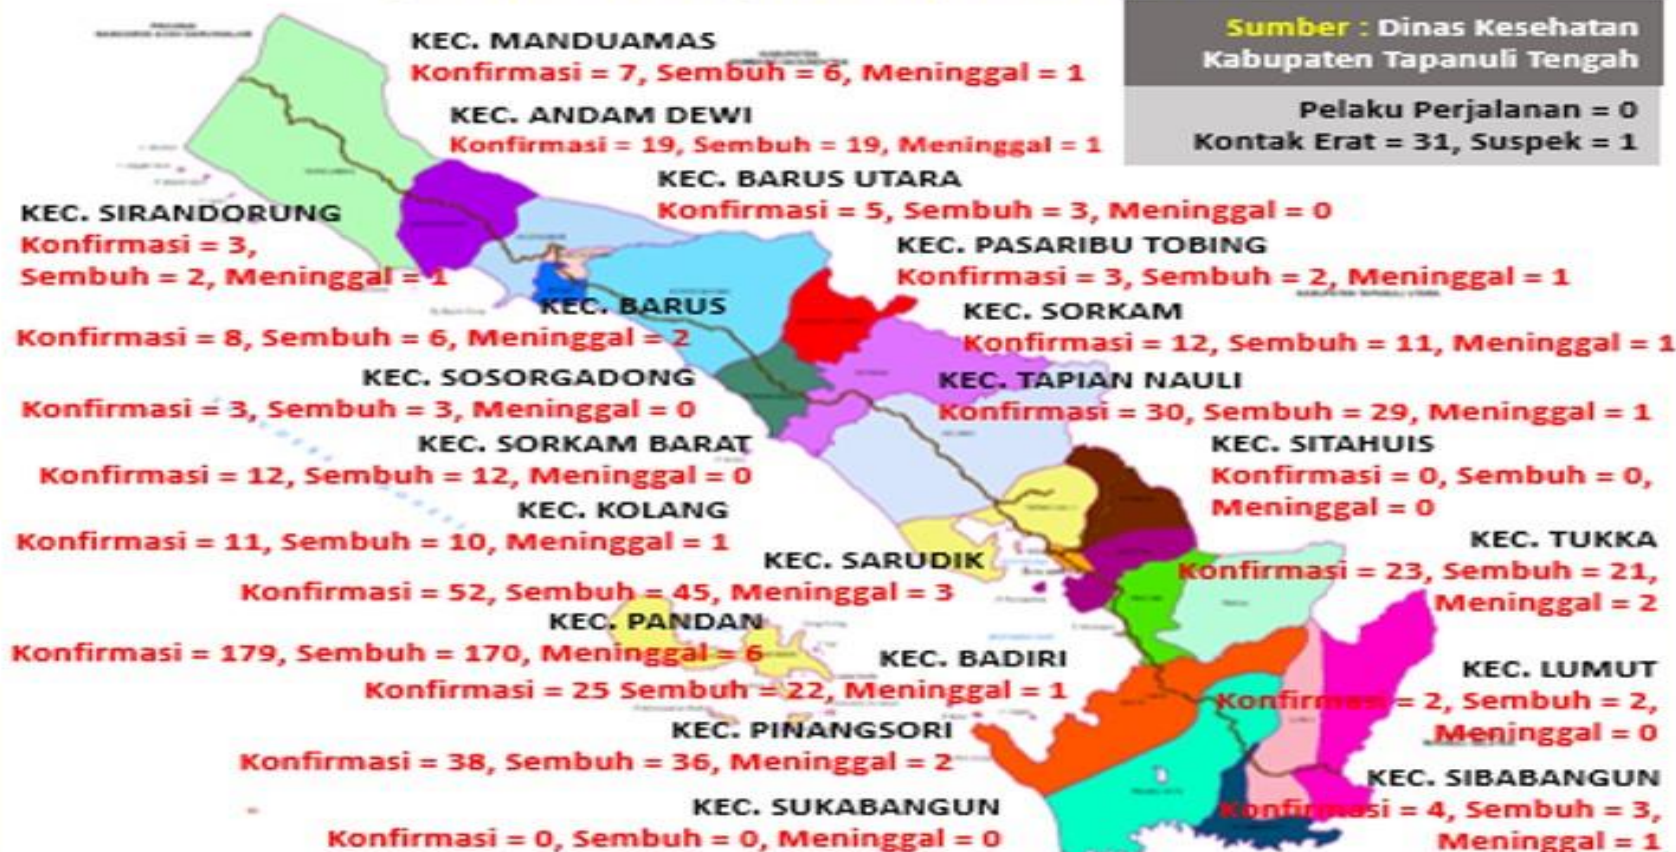 Sumber : Dinas Kesehatan
Kabupaten Tapanuli Tengah
Pelaku Perjalanan = 0
Kontak Erat = 31, Suspek = 1
KEC. MANDUAMAS
Konfirmasi = 7, Sembuh = 6, Meninggal = 1
KEC. ANDAM DEWI
Konfirmasi = 19, Sembuh = 19, Meninggal = 1
KEC. BARUS UTARA
Konfirmasi = 5, Sembuh = 3, Meninggal = 0
KEC. SIRANDORUNG
Konfirmasi = 3,
Sembuh = 2, Meninggal = 1
KEC. PASARIBU TOBING
Konfirmasi = 3, Sembuh = 2, Meninggal = 1
KEC. BARUS
Konfirmasi = 8, Sembuh = 6, Meninggal = 2
KEC. SORKAM
Konfirmasi = 12, Sembuh = 11, Meninggal = 1
KEC. SOSORGADONG
Konfirmasi = 3, Sembuh = 3, Meninggal = 0
KEC. TAPIAN NAULI
Konfirmasi = 30, Sembuh = 29, Meninggal = 1
KEC. SORKAM BARAT
Konfirmasi = 12, Sembuh = 12, Meninggal = 0
KEC. SITAHUIS
Konfirmasi = 0, Sembuh = 0,
Meninggal = 0
KEC. KOLANG
Konfirmasi = 11, Sembuh = 10, Meninggal = 1
KEC. TUKKA
Konfirmasi = 23, Sembuh = 21,
Meninggal = 2
KEC. SARUDIK
Konfirmasi = 52, Sembuh = 45, Meninggal = 3
KEC. PANDAN
Konfirmasi = 179, Sembuh = 170, Meninggal = 6
KEC. BADIRI
Konfirmasi = 25 Sembuh = 22, Meninggal = 1
KEC. LUMUT
Konfirmasi = 2, Sembuh = 2,
Meninggal = 0
KEC. PINANGSORI
Konfirmasi = 38, Sembuh = 36, Meninggal = 2
KEC. SIBABANGUN
Konfirmasi = 4, Sembuh = 3,
Meninggal = 1
KEC. SUKABANGUN
Konfirmasi = 0, Sembuh = 0, Meninggal = 0